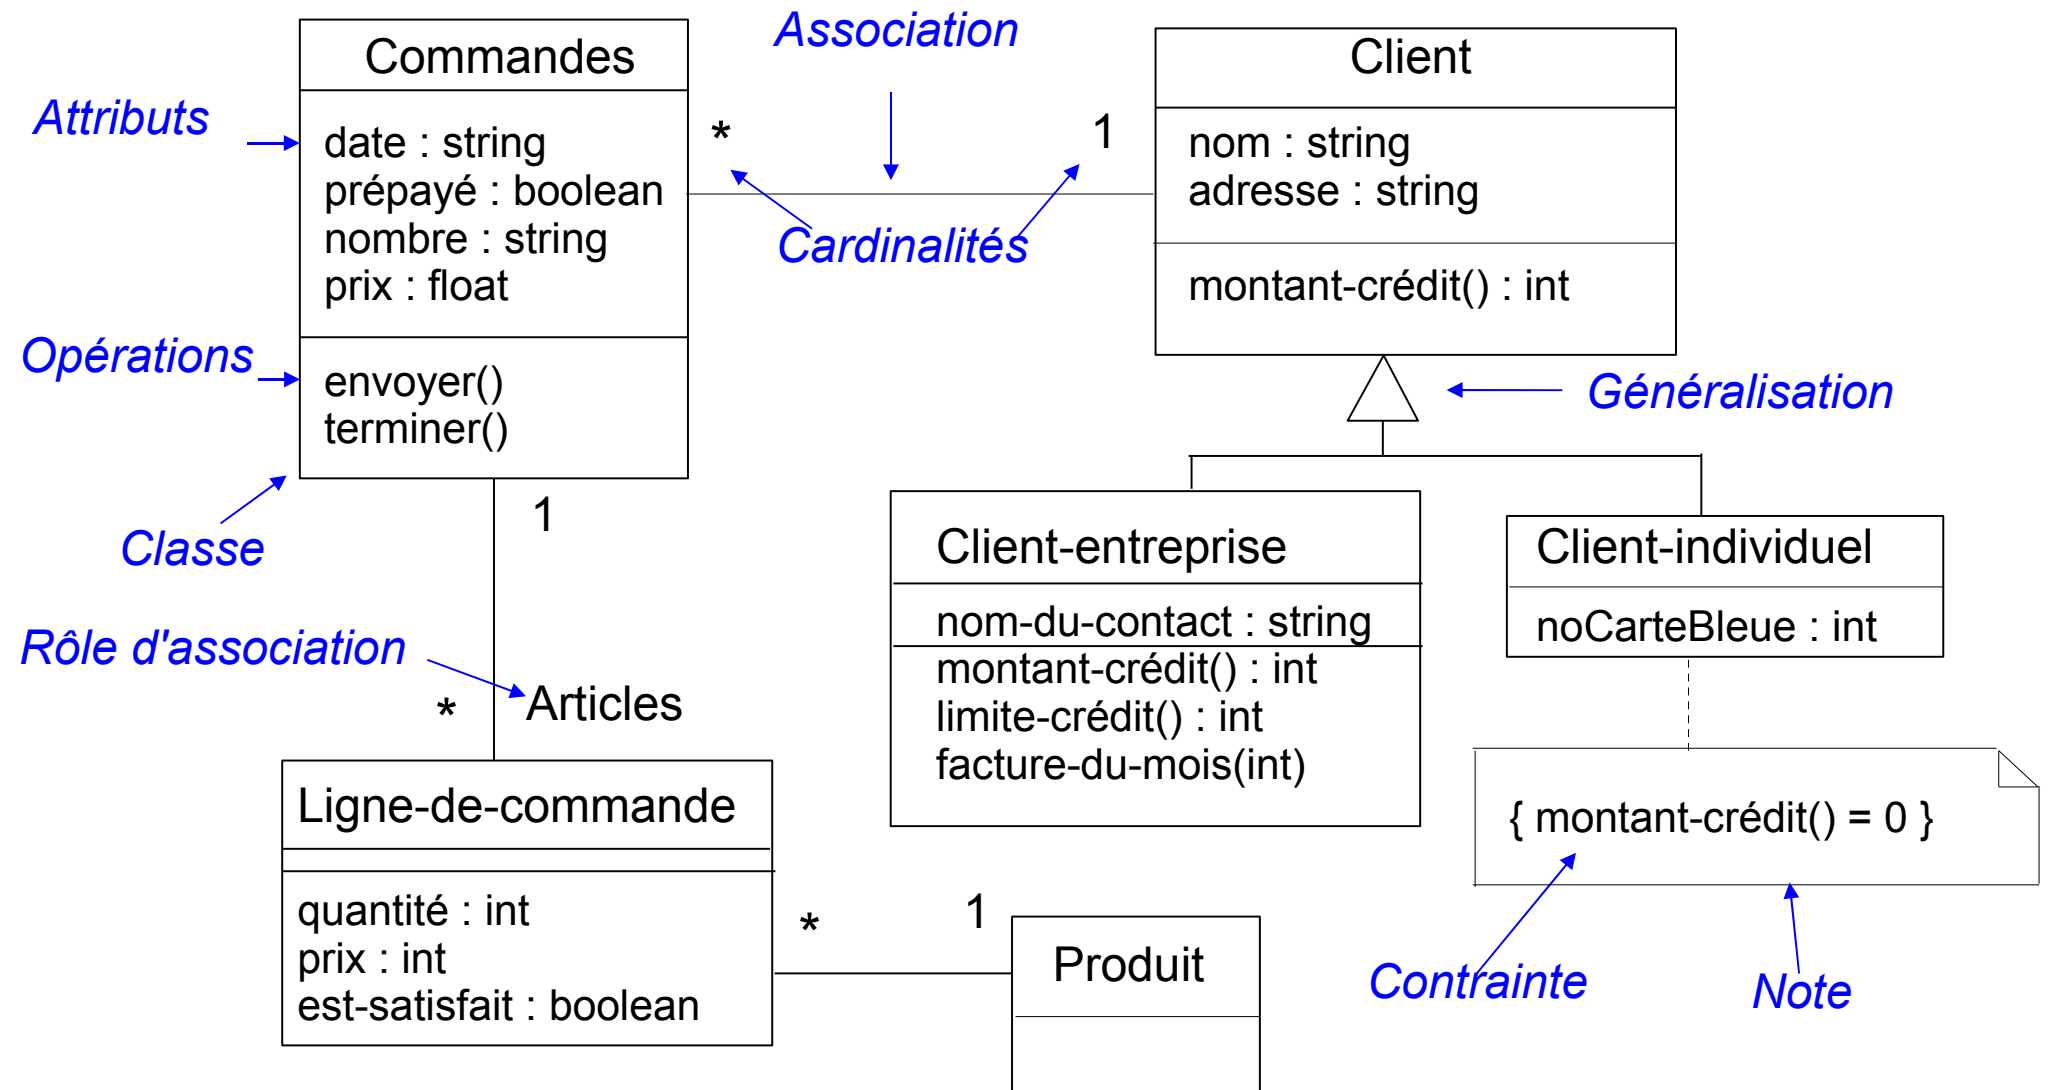 Commandes
Attributs
date : string
prépayé : boolean
nombre : string
prix : float
Opérations
envoyer()
terminer()
Classe
Association
*
1
Cardinalités
Client
nom : string
adresse : string
montant-crédit() : int
Généralisation
Client-entreprise
nom-du-contact : string
montant-crédit() : int
limite-crédit() : int
facture-du-mois(int)
Client-individuel
noCarteBleue : int
{ montant-crédit() = 0 }
Contrainte
Note
1
Rôle d'association
* Articles
Ligne-de-commande
quantité : int
prix : int
est-satisfait : boolean
*
1
Produit